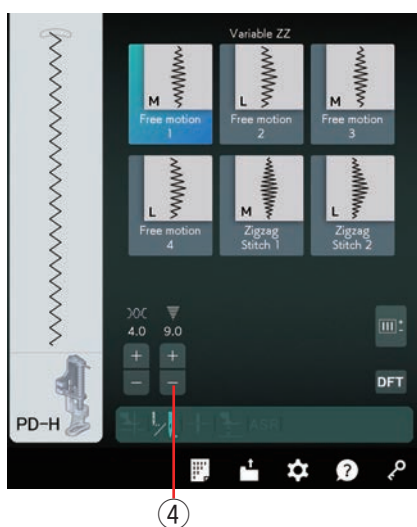 Variable ZZ
M
L
M
Free motion
1
Free motion
2
Free motion
3
L
M
L
Free motion
4
Zigzag
Stitch 1
Zigzag
Stitch 2
4.0 9.0
+ +
− −
DFT
PD-H
ASR
?
④